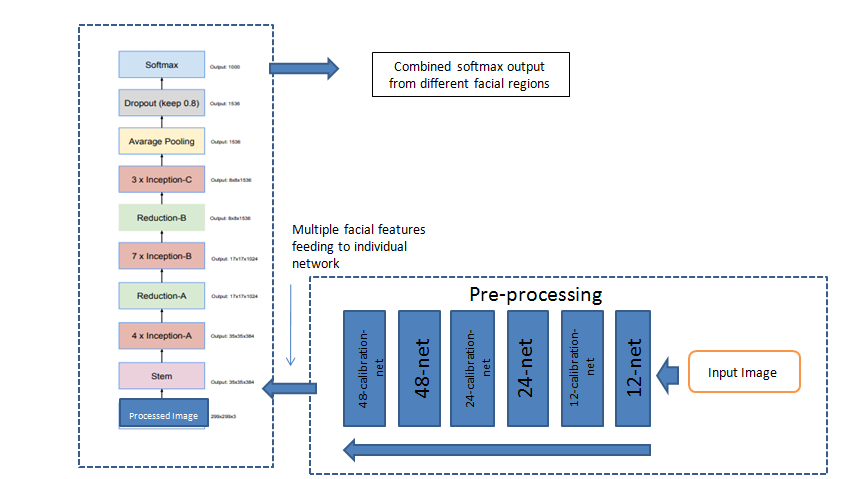 Softmax
Output: 1000
Dropout (keep 0.8)
Output: 1536
Avarage Pooling
Output: 1536
3 x Inception-C
Output: 8x8x1536
Reduction-B
Output: 8x8x1536
7 x Inception-B
Output: 17x17x1024
Reduction-A
Output: 17x17x1024
4 x Inception-A
Output: 35x35x384
Stem
Output: 35x35x384
Processed Image
299x299x3
Combined softmax output
from different facial regions
Multiple facial features
feeding to individual
network
Pre-processing
48-calibration-
net
48-net
24-calibration-
net
24-net
12-calibration-
net
12-net
Input Image